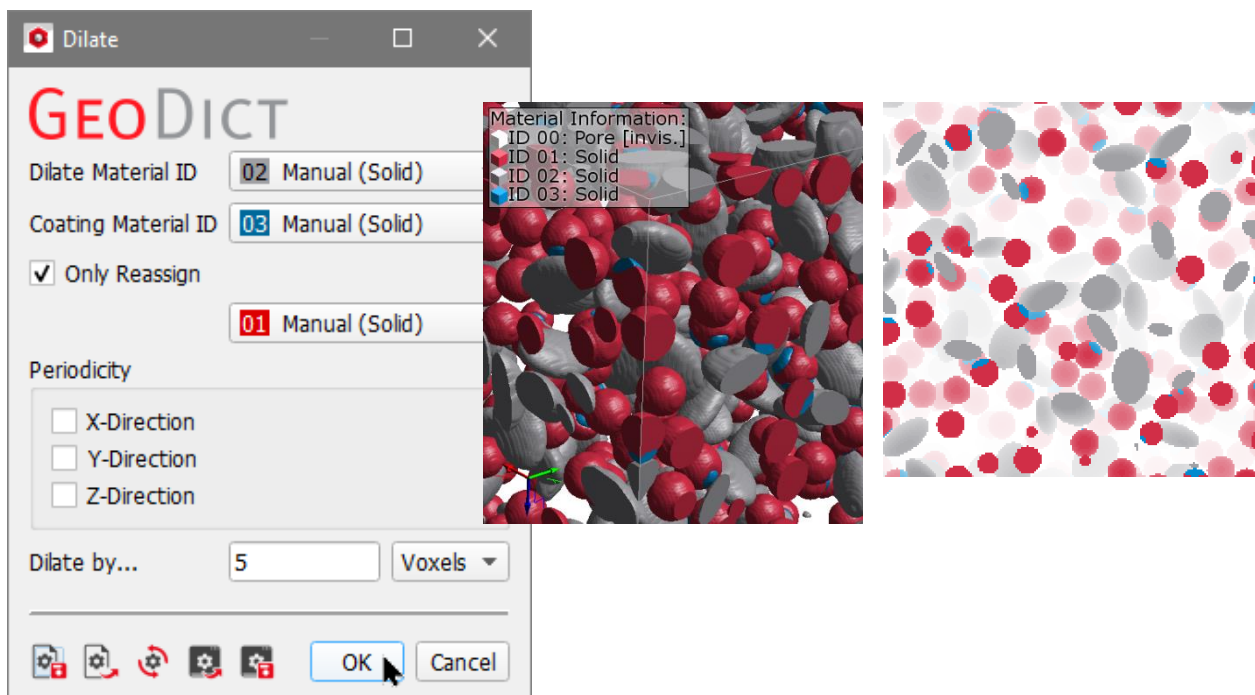 Dilate
GEODICT
Dilate Material ID 02 Manual (Solid)
Coating Material ID 03 Manual (Solid)
Only Reassign
01 Manual (Solid)
Periodicity
X-Direction
Y-Direction
Z-Direction
Dilate by... 5 Voxels
OK Cancel
Material Information:
ID 00: Pore [invis.]
ID 01: Solid
ID 02: Solid
ID 03: Solid